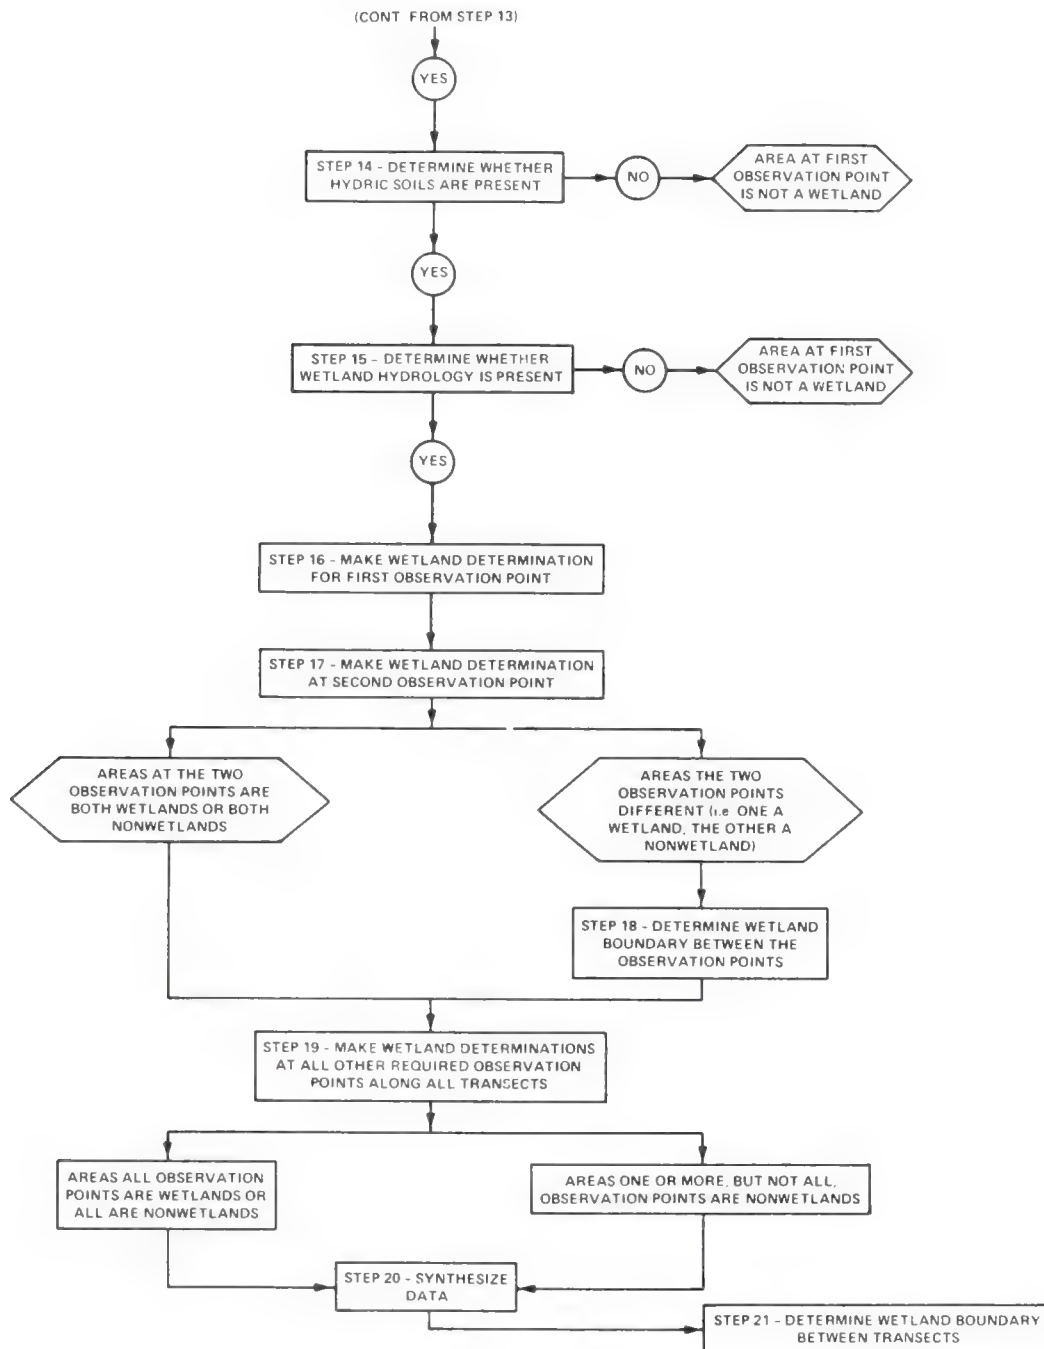 (CONT FROM STEP 13)
YES
STEP 14 - DETERMINE WHETHER
HYDRIC SOILS ARE PRESENT
NO
AREA AT FIRST
OBSERVATION POINT
IS NOT A WETLAND
YES
STEP 15 - DETERMINE WHETHER
WETLAND HYDROLOGY IS PRESENT
NO
AREA AT FIRST
OBSERVATION POINT
IS NOT A WETLAND
YES
STEP 16 - MAKE WETLAND DETERMINATION
FOR FIRST OBSERVATION POINT
STEP 17 - MAKE WETLAND DETERMINATION
AT SECOND OBSERVATION POINT
AREAS AT THE TWO
OBSERVATION POINTS ARE
BOTH WETLANDS OR BOTH
NONWETLANDS
AREAS THE TWO
OBSERVATION POINTS
DIFFERENT (i.e ONE A
WETLAND, THE OTHER A
NONWETLAND)
STEP 18 - DETERMINE WETLAND
BOUNDARY BETWEEN THE
OBSERVATION POINTS
STEP 19 - MAKE WETLAND DETERMINATIONS
AT ALL OTHER REQUIRED OBSERVATION
POINTS ALONG ALL TRANSECTS
AREAS ALL OBSERVATION
POINTS ARE WETLANDS OR
ALL ARE NONWETLANDS
AREAS ONE OR MORE, BUT NOT ALL,
OBSERVATION POINTS ARE NONWETLANDS
STEP 20 - SYNTHESIZE
DATA
STEP 21 - DETERMINE WETLAND BOUNDARY
BETWEEN TRANSECTS